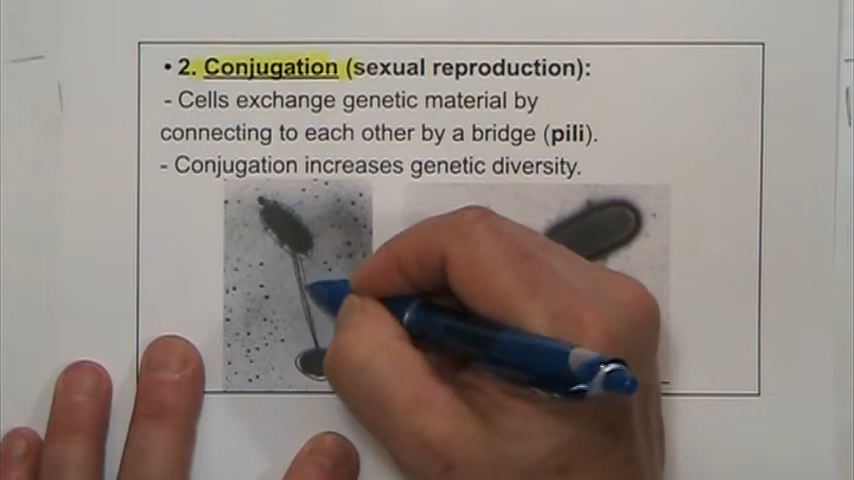 • 2. Conjugation (sexual reproduction):
- Cells exchange genetic material by
connecting to each other by a bridge (pili).
- Conjugation increases genetic diversity.